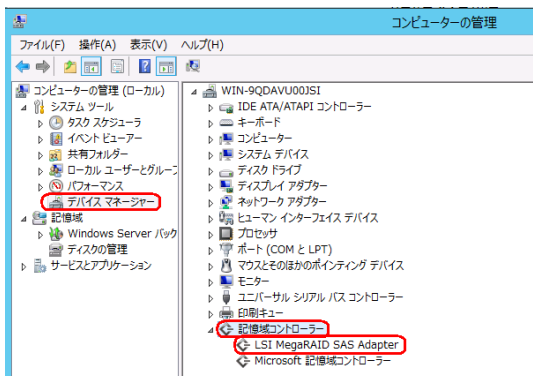 コンピューターの管理
ファイル(F) 操作(A) 表示(V) ヘルプ(H)
コンピューターの管理 (ローカル)
システム ツール
タスク スケジューラ
イベント ビューアー
共有フォルダー
ローカル ユーザーとグループ
パフォーマンス
デバイス マネージャー
記憶域
Windows Server バック
ディスクの管理
サービスとアプリケーション
WIN-9QDAVU00JSI
IDE ATA/ATAPI コントローラー
キーボード
コンピューター
システム デバイス
ディスク ドライブ
ディスプレイ アダプター
ネットワーク アダプター
ヒューマン インターフェイス デバイス
プロセッサ
ポート (COM と LPT)
マウスとそのほかのポインティング デバイス
モニター
ユニバーサル シリアル バス コントローラー
印刷キュー
記憶域コントローラー
LSI MegaRAID SAS Adapter
Microsoft 記憶域コントローラー